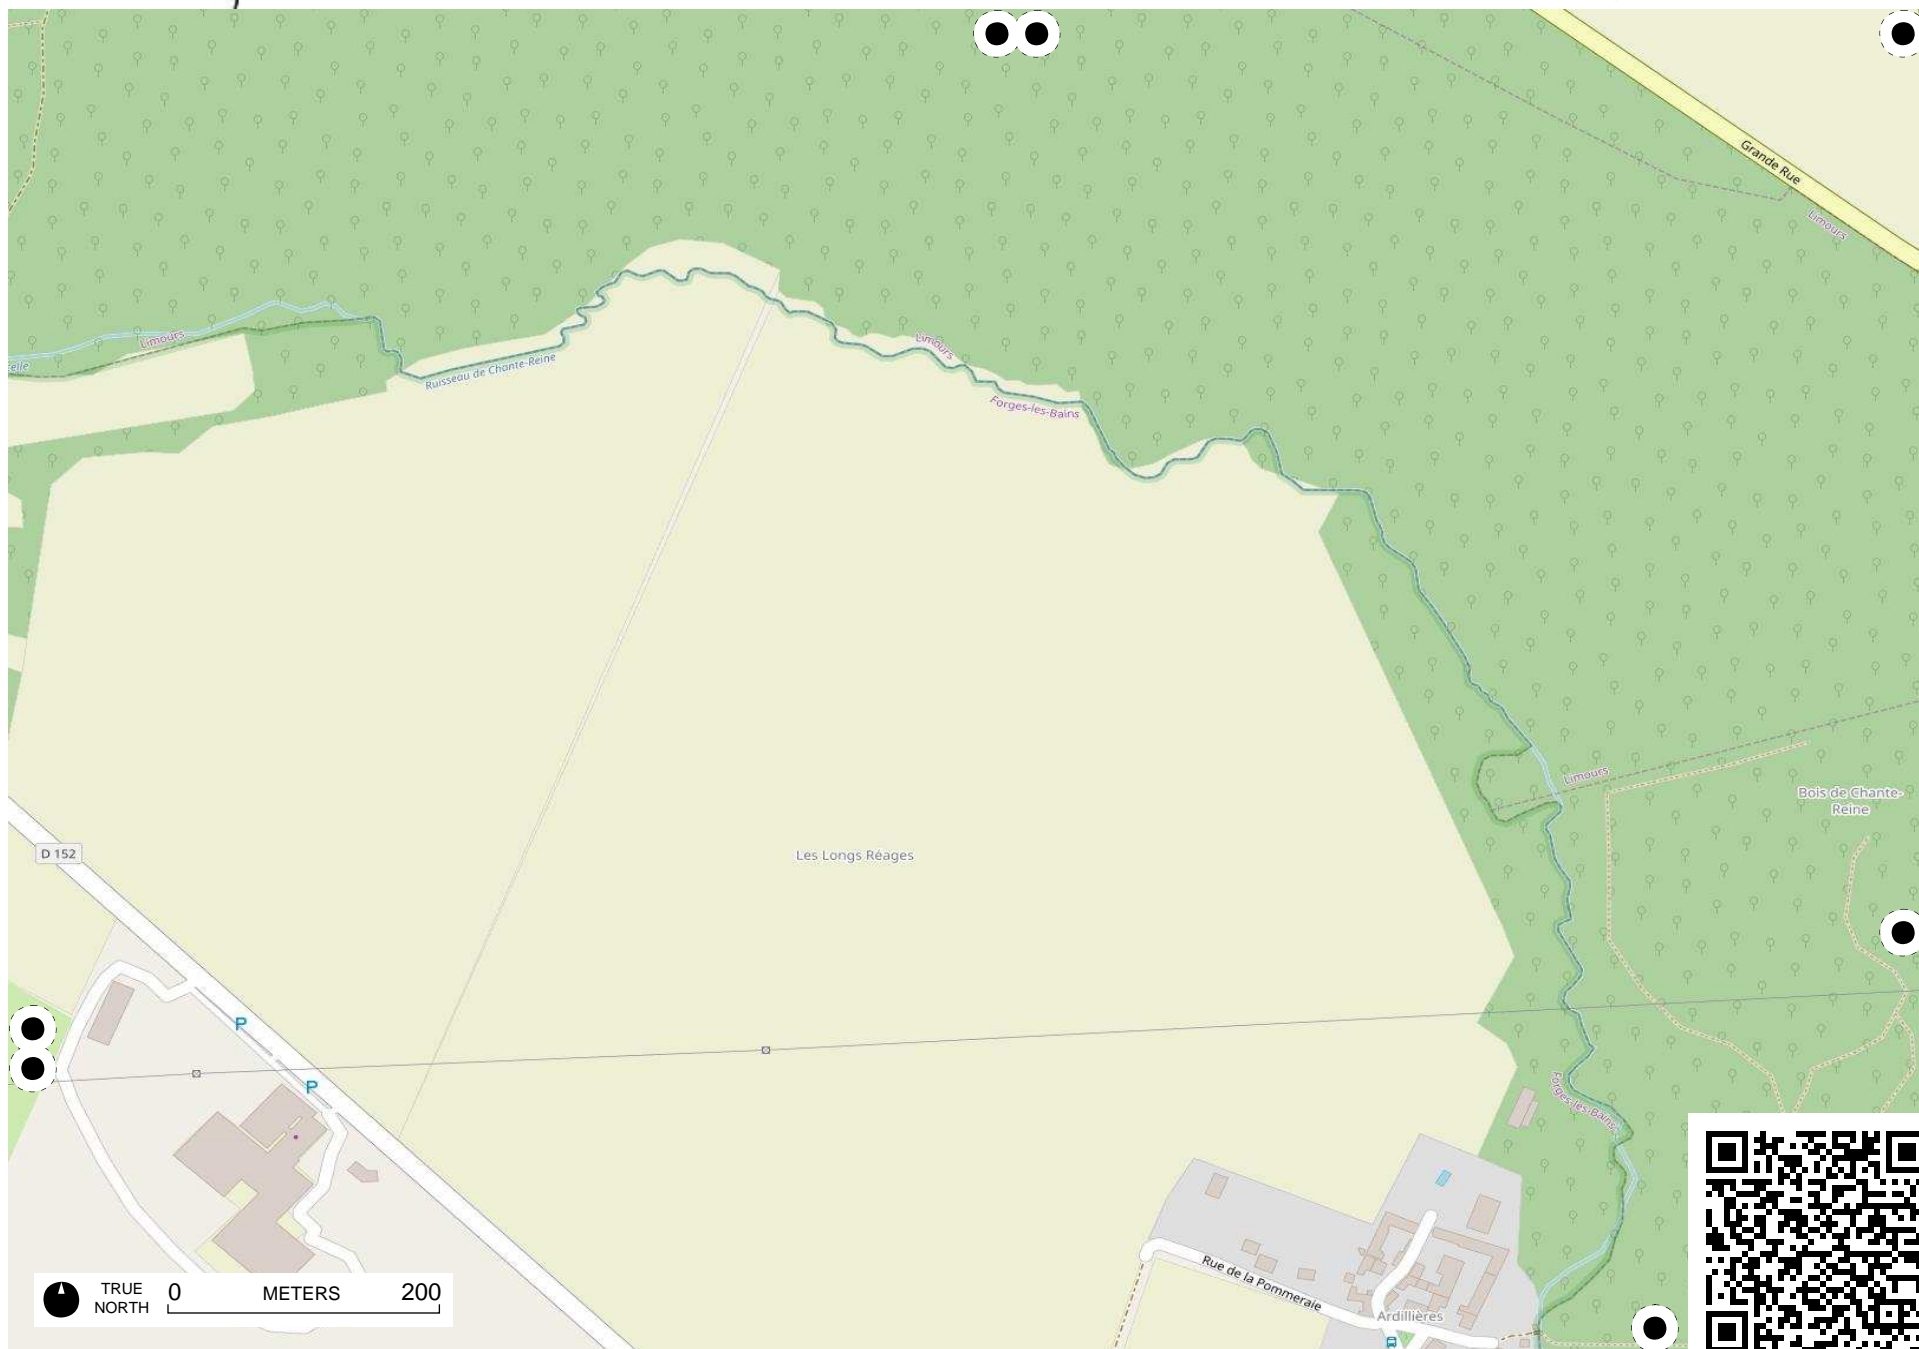 Grande Rue
Limours
Limours
elle
Ruisseau de Chante-Reine
Limours
Forges-les-Bains
Limours
Bois de Chante-
Reine
D 152
Les Longs Réages
P
P
Forges-les-Bains
Rue de la Pommeraie
Ardillières
TRUE
NORTH
0 METERS 200